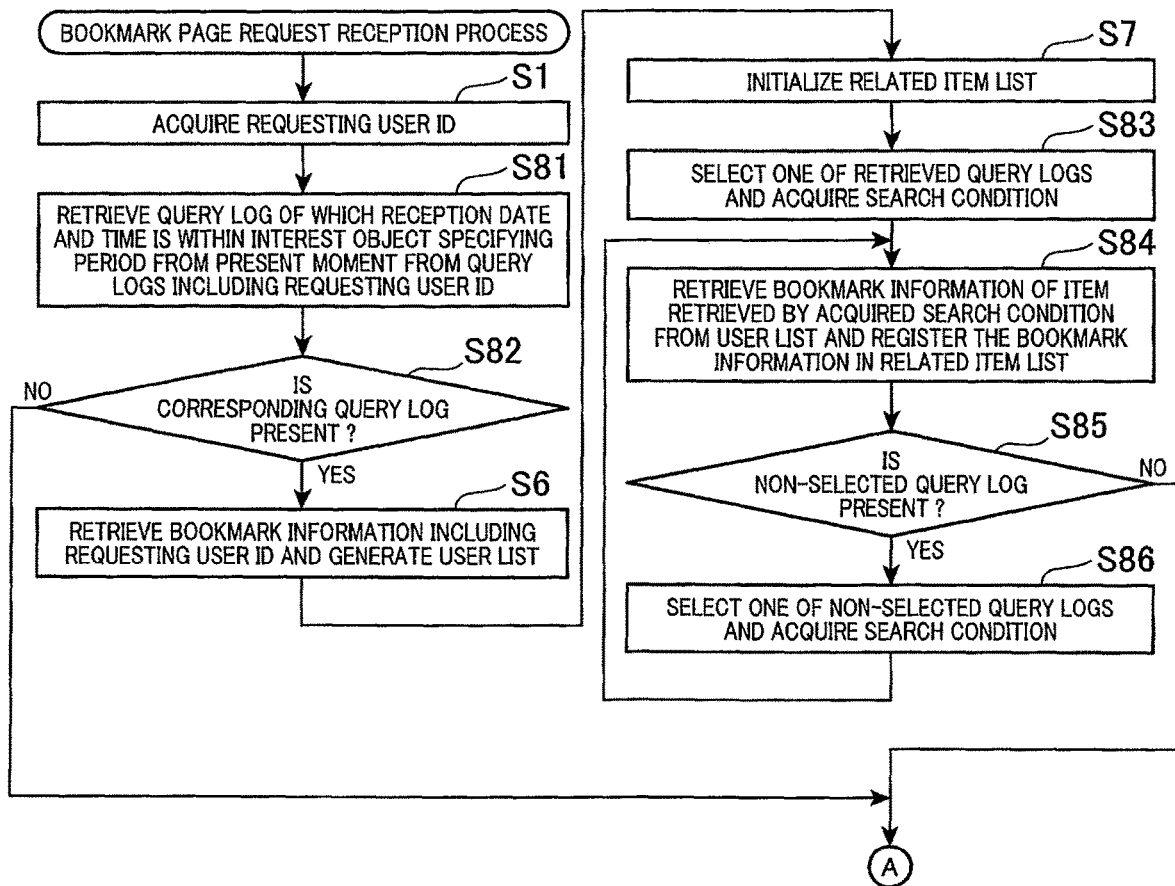 BOOKMARK PAGE REQUEST RECEPTION PROCESS
S1
ACQUIRE REQUESTING USER ID
S81
RETRIEVE QUERY LOG OF WHICH RECEPTION DATE
AND TIME IS WITHIN INTEREST OBJECT SPECIFYING
PERIOD FROM PRESENT MOMENT FROM QUERY
LOGS INCLUDING REQUESTING USER ID
S82
NO
IS
CORRESPONDING QUERY LOG
PRESENT ?
YES
S6
RETRIEVE BOOKMARK INFORMATION INCLUDING
REQUESTING USER ID AND GENERATE USER LIST
S7
INITIALIZE RELATED ITEM LIST
S83
SELECT ONE OF RETRIEVED QUERY LOGS
AND ACQUIRE SEARCH CONDITION
S84
RETRIEVE BOOKMARK INFORMATION OF ITEM
RETRIEVED BY ACQUIRED SEARCH CONDITION
FROM USER LIST AND REGISTER THE BOOKMARK
INFORMATION IN RELATED ITEM LIST
S85
IS
NON-SELECTED QUERY LOG
PRESENT ?
NO
YES
S86
SELECT ONE OF NON-SELECTED QUERY LOGS
AND ACQUIRE SEARCH CONDITION
A